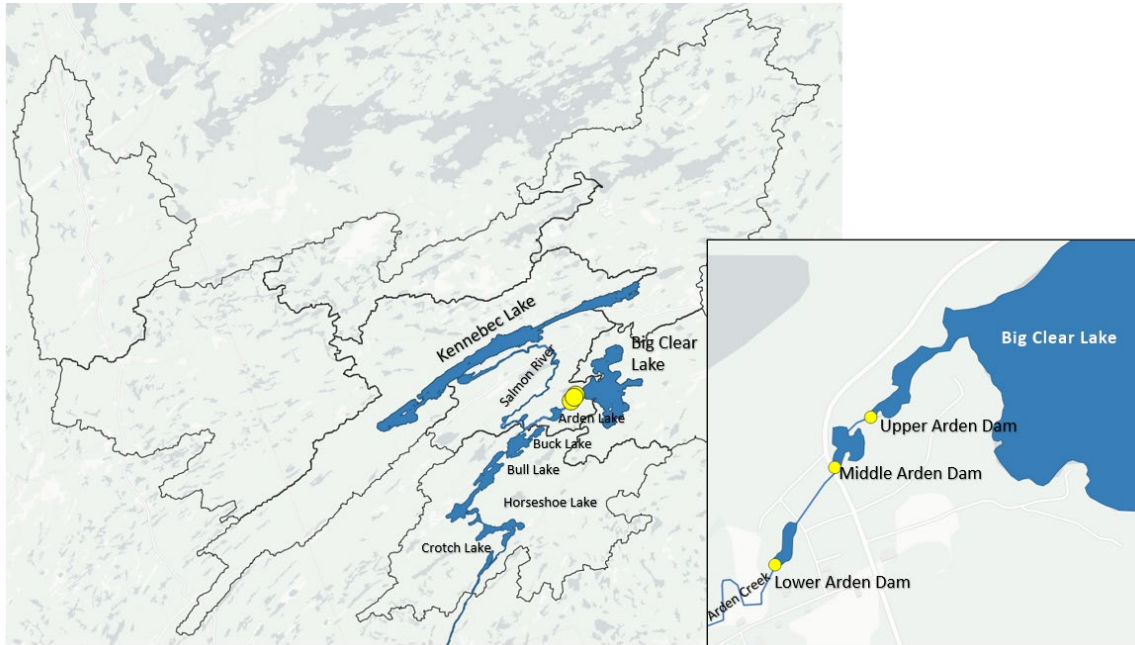 Kennebec Lake
Salmon River
Big Clear
Lake
Arden Lake
Buck Lake
Bull Lake
Horseshoe Lake
Crotch Lake
Big Clear Lake
Upper Arden Dam
Middle Arden Dam
Lower Arden Dam
Arden Creek